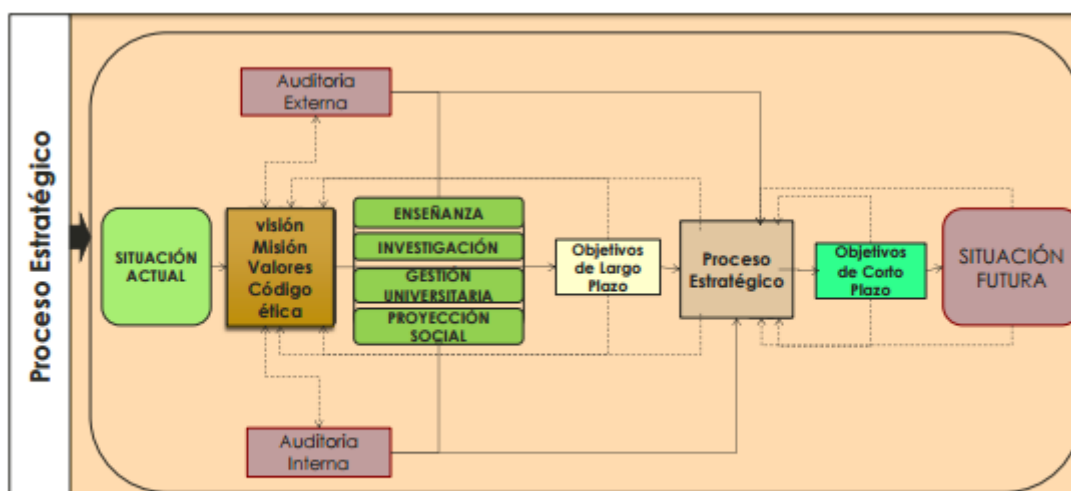 Proceso Estratégico
Auditoria
Externa
SITUACIÓN
ACTUAL
visión
Misión
Valores
Código
ética
ENSEÑANZA
INVESTIGACIÓN
GESTIÓN
UNIVERSITARIA
PROYECCIÓN
SOCIAL
Objetivos
de Largo
Plazo
Proceso
Estratégico
Objetivos
de Corto
Plazo
SITUACIÓN
FUTURA
Auditoria
Interna